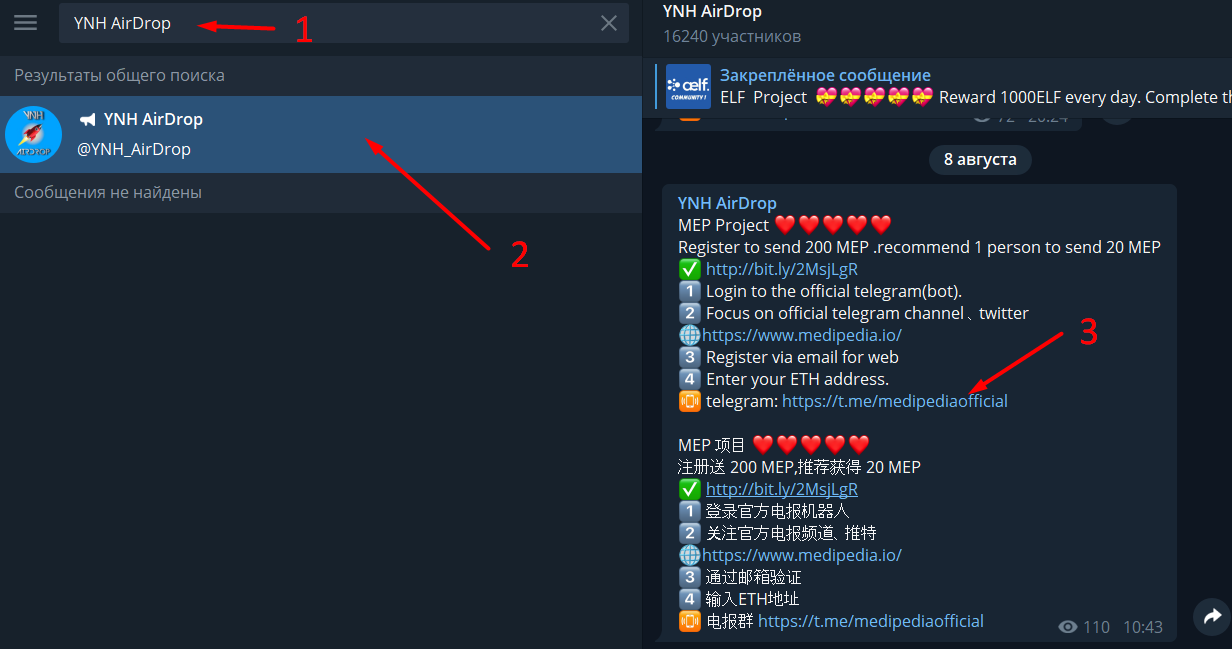 YNH AirDrop
1
Результаты общего поиска
YNH
AIRDROP
YNH AirDrop
@YNH_AirDrop
Сообщения не найдены
2
YNH AirDrop
16240 участников
ælf
COMMUNITY!
Закреплённое сообщение
ELF Project 💝💝💝💝💝 Reward 1000ELF every day. Complete th
8 августа
YNH AirDrop
MEP Project ❤️❤️❤️❤️❤️
Register to send 200 MEP .recommend 1 person to send 20 MEP
✅ http://bit.ly/2MsjLgR
1️⃣ Login to the official telegram(bot).
2️⃣ Focus on official telegram channel、twitter
🌐https://www.medipedia.io/
3
3️⃣ Register via email for web
4️⃣ Enter your ETH address.
📳 telegram: https://t.me/medipediaofficial
MEP 项目 ❤️❤️❤️❤️❤️
注册送 200 MEP,推荐获得 20 MEP
✅ http://bit.ly/2MsjLgR
1️⃣ 登录官方电报机器人
2️⃣ 关注官方电报频道、推特
🌐https://www.medipedia.io/
3️⃣ 通过邮箱验证
4️⃣ 输入ETH地址
📳 电报群 https://t.me/medipediaofficial
110 10:43